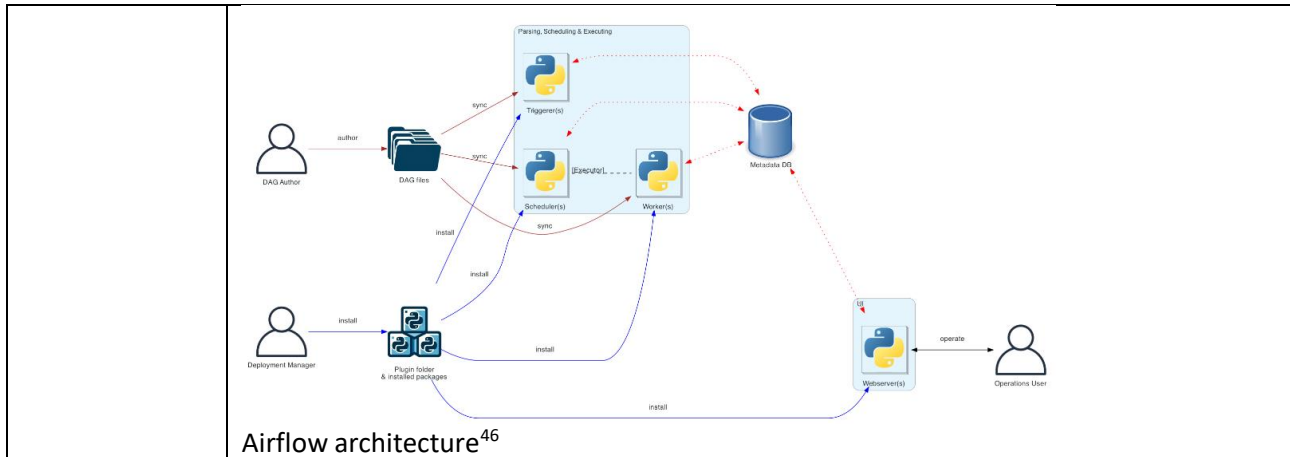 Parsing, Scheduling & Executing
sync
Triggerer(s)
author
sync
[Executor]
Metadata DB
DAG Author
DAG files
Scheduler(s)
Worker(s)
sync
install
install
UI
install
operate
install
Deployment Manager
Plugin folder
& installed packages
Webserver(s)
Operations User
install
Airflow architecture46